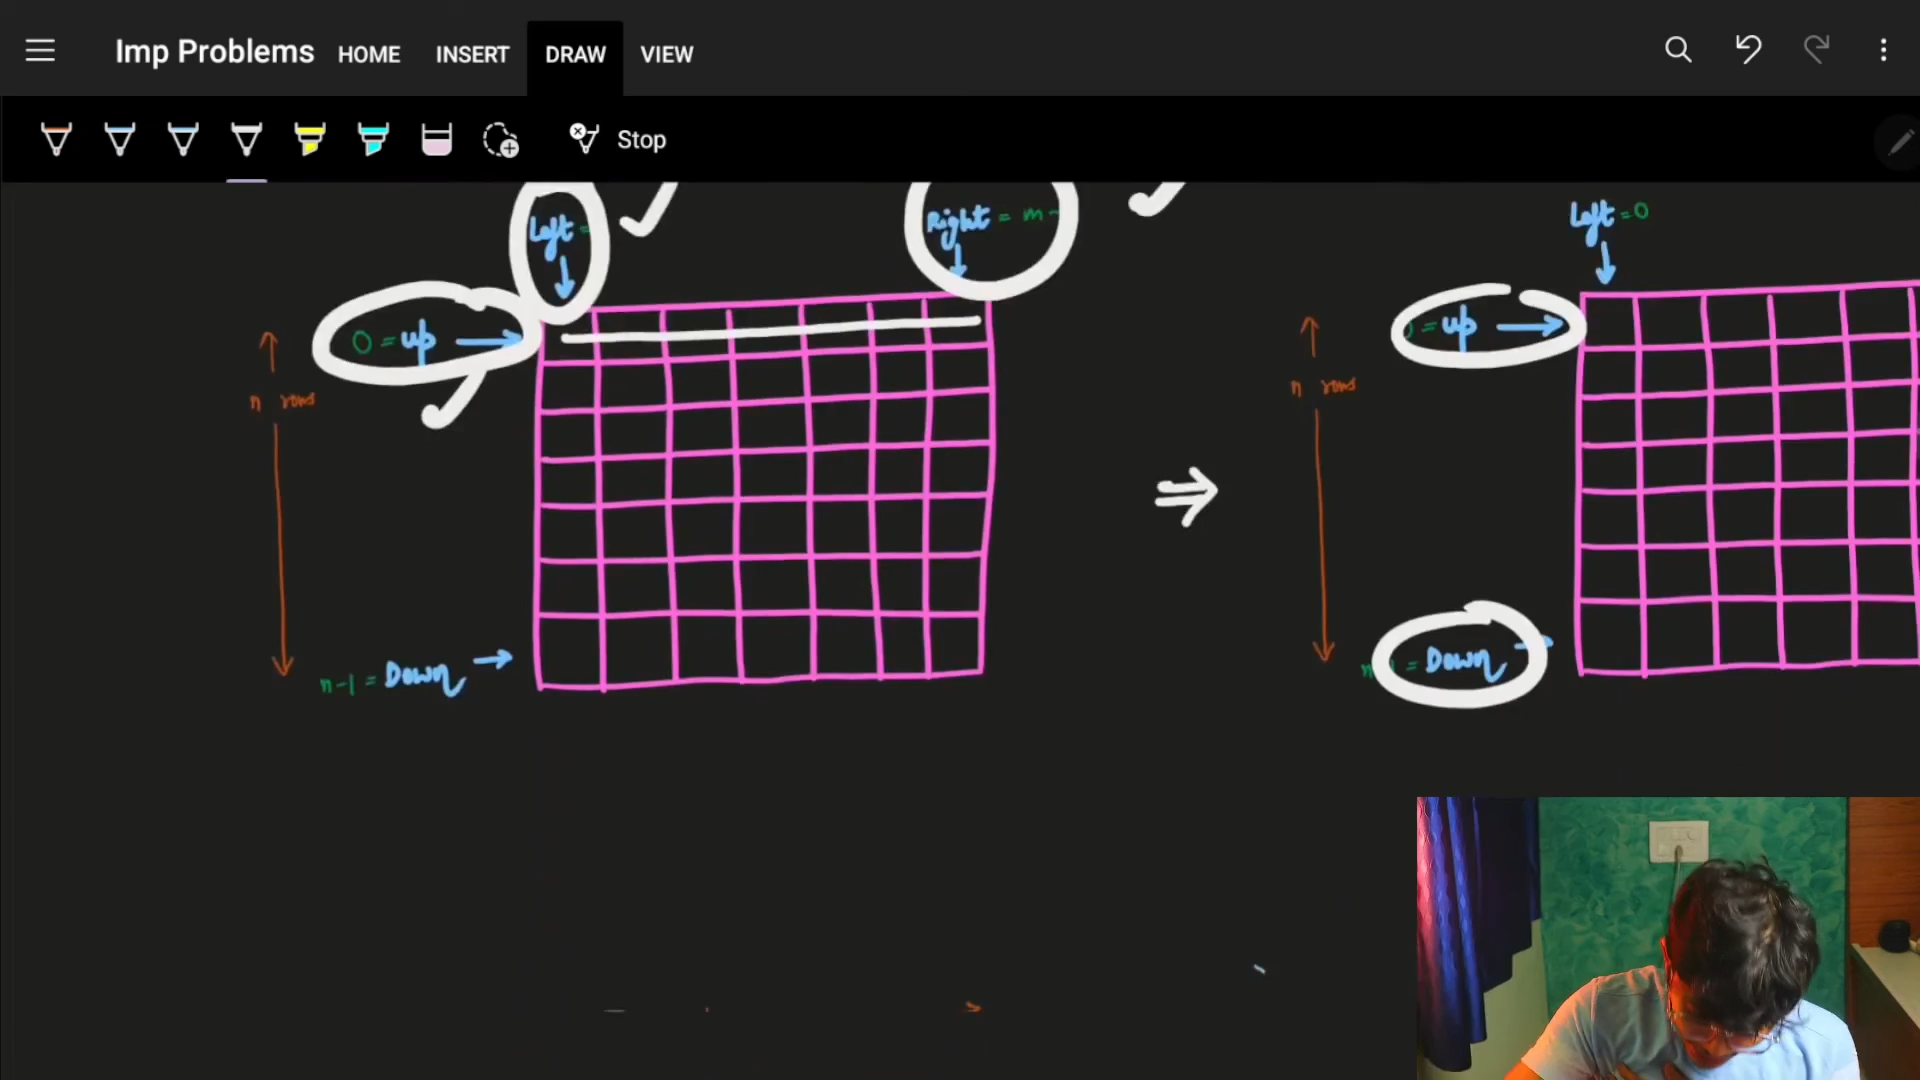 Imp Problems HOME INSERT DRAW VIEW
Stop
Left =
Right = m-
Left = 0
0 = up
= up
n rows
n rows
n-1 = Down
= Down